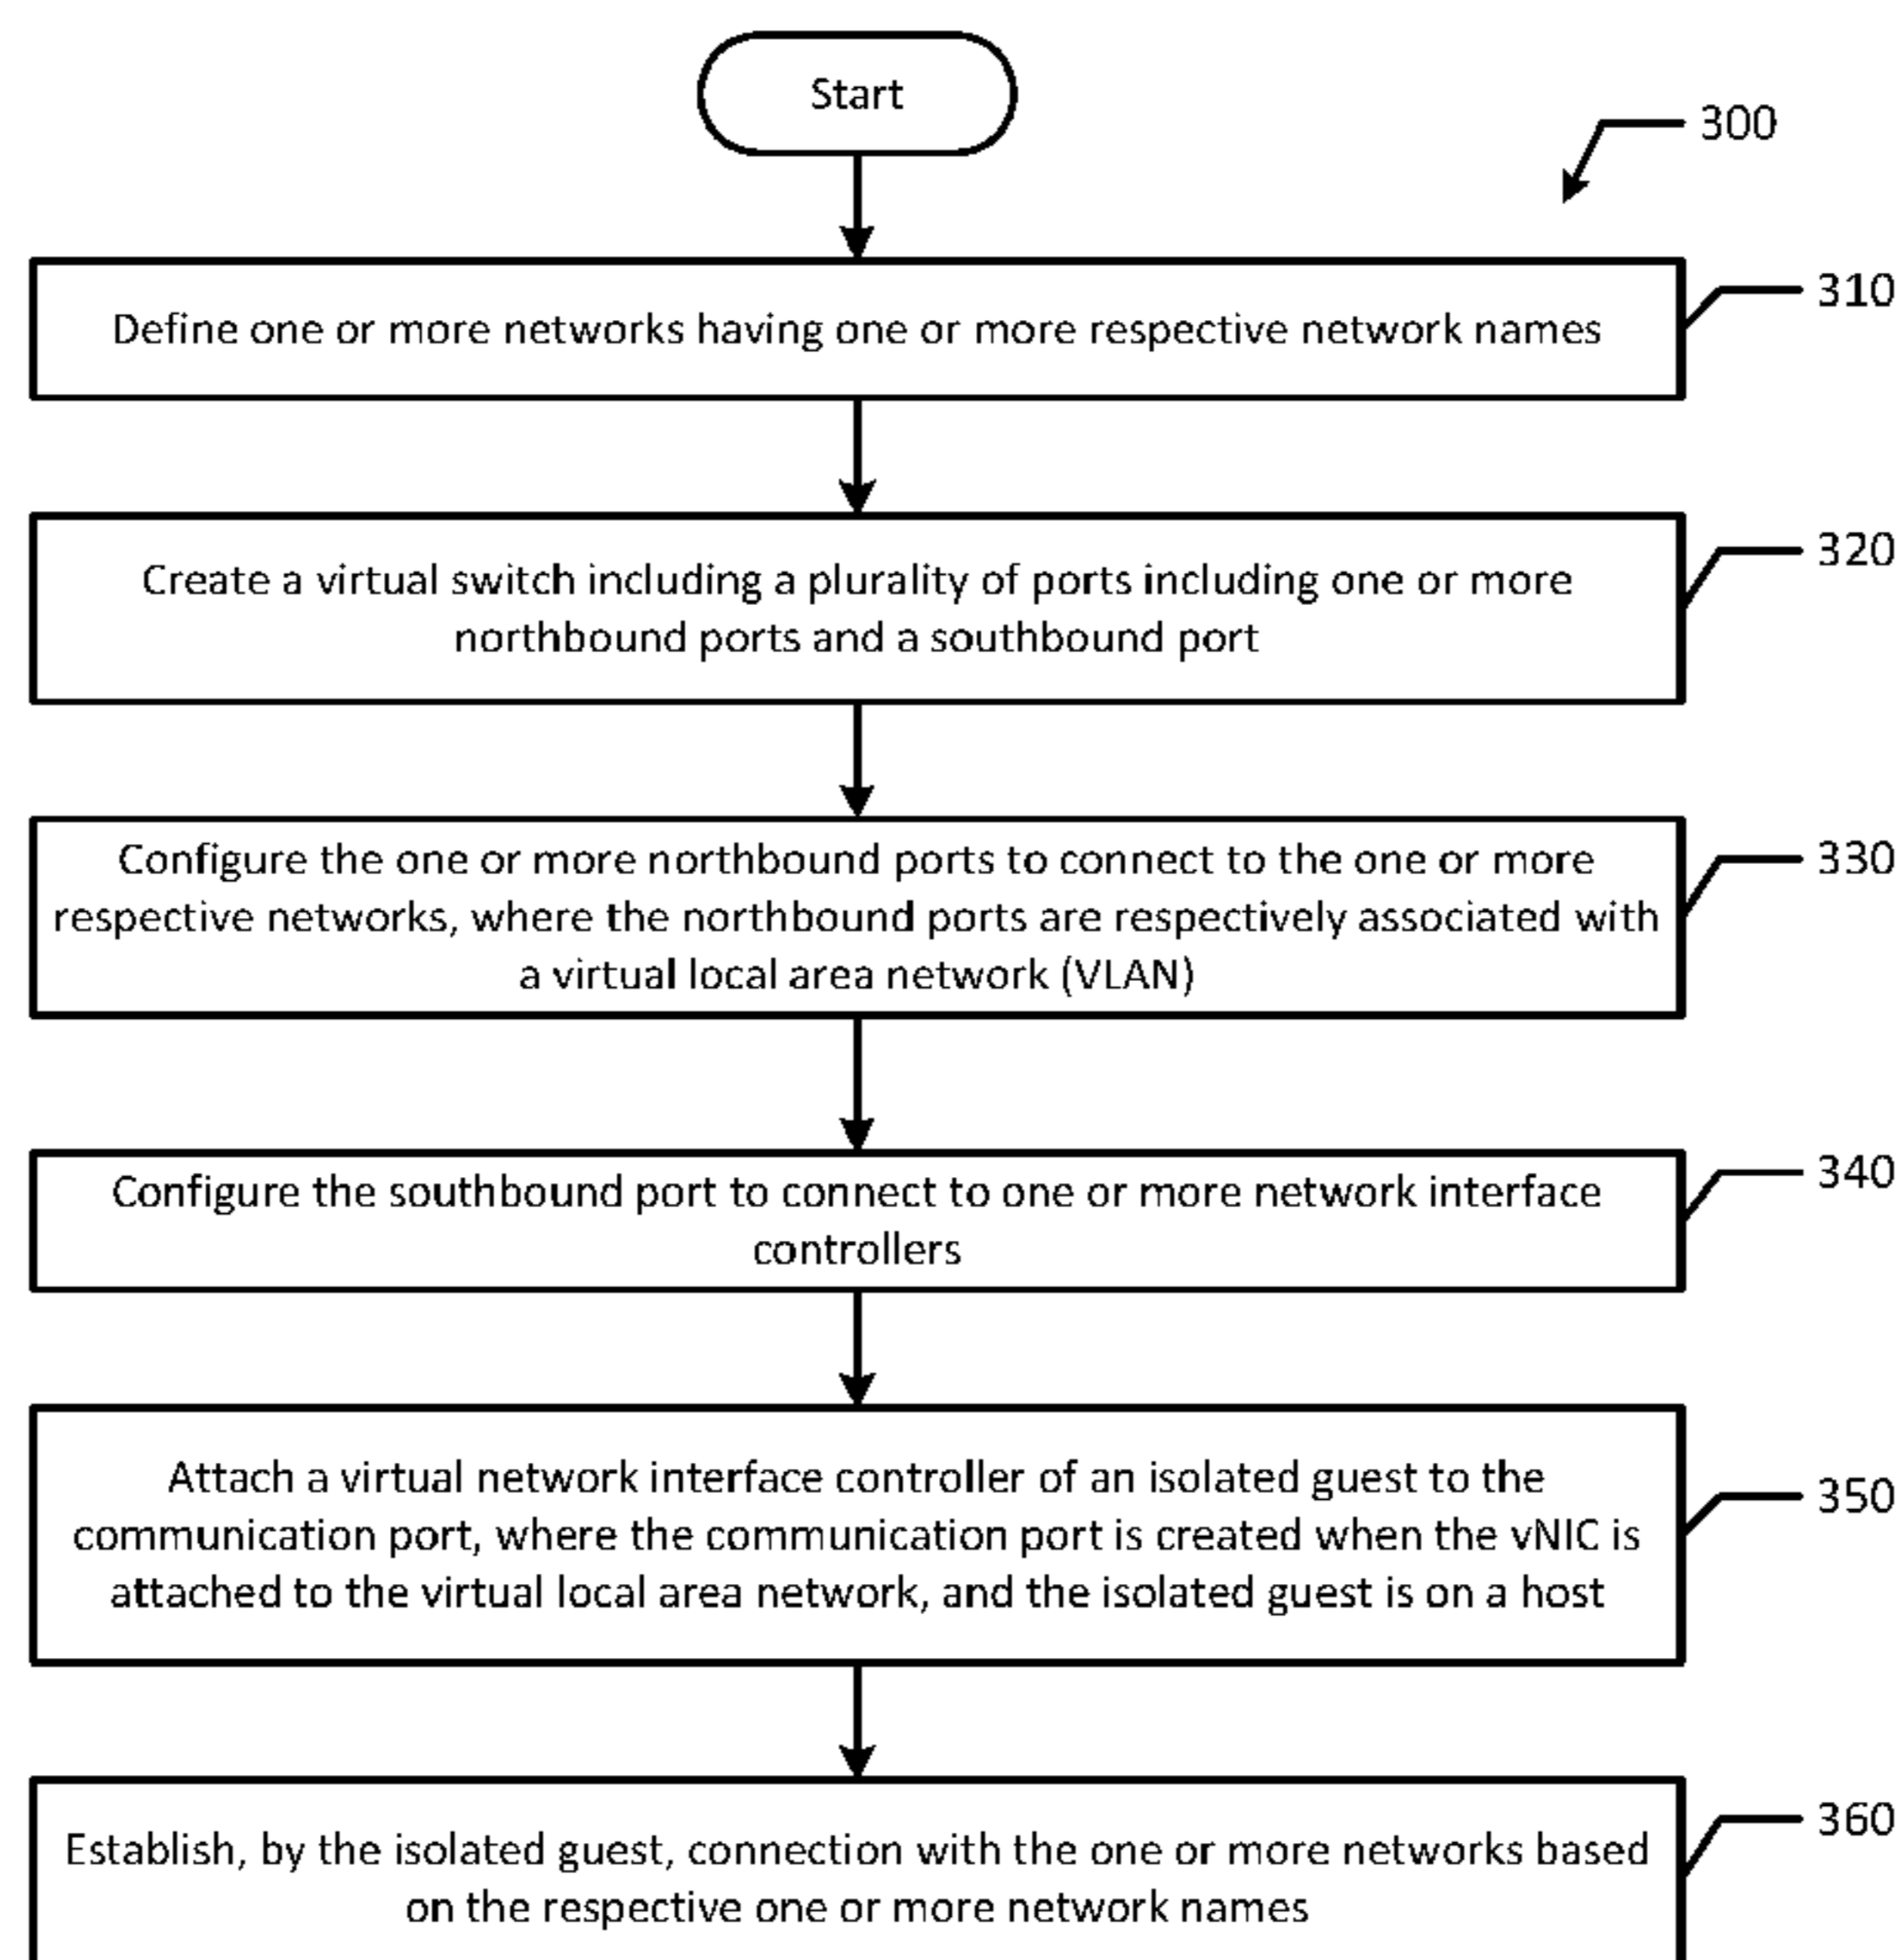 Start
300
Define one or more networks having one or more respective network names
310
Create a virtual switch including a plurality of ports including one or more
northbound ports and a southbound port
320
Configure the one or more northbound ports to connect to the one or more
respective networks, where the northbound ports are respectively associated with
a virtual local area network (VLAN)
330
Configure the southbound port to connect to one or more network interface
controllers
340
Attach a virtual network interface controller of an isolated guest to the
communication port, where the communication port is created when the vNIC is
attached to the virtual local area network, and the isolated guest is on a host
350
Establish, by the isolated guest, connection with the one or more networks based
on the respective one or more network names
360